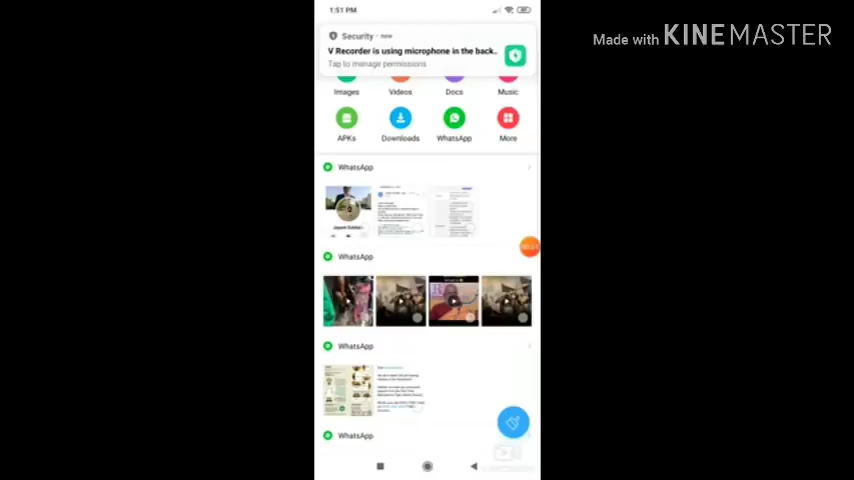 1:51 PM
Made with KINEMASTER
Security · now
V Recorder is using microphone in the back..
Tap to manage permissions
Images Videos Docs Music
APKs Downloads WhatsApp More
WhatsApp
WhatsApp
WhatsApp
WhatsApp